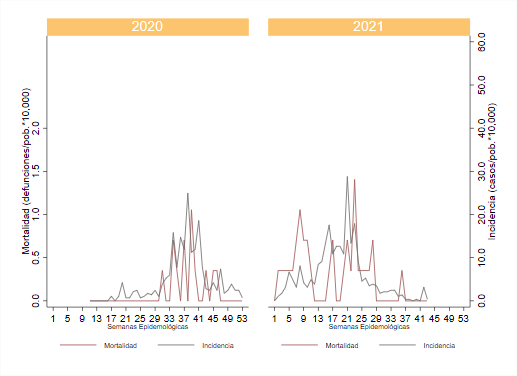 2020 2021
Mortalidad (defunciones/pob.*10,000)
0.0 0.5 1.0 1.5 2.0
0.0 10.0 20.0 30.0 40.0 50.0 60.0
Incidencia (casos/pob.*10,000)
1 5 9 13 17 21 25 29 33 37 41 45 49 53
1 5 9 13 17 21 25 29 33 37 41 45 49 53
Semanas Epidemológicas Semanas Epidemológicas
Mortalidad Incidencia Mortalidad Incidencia